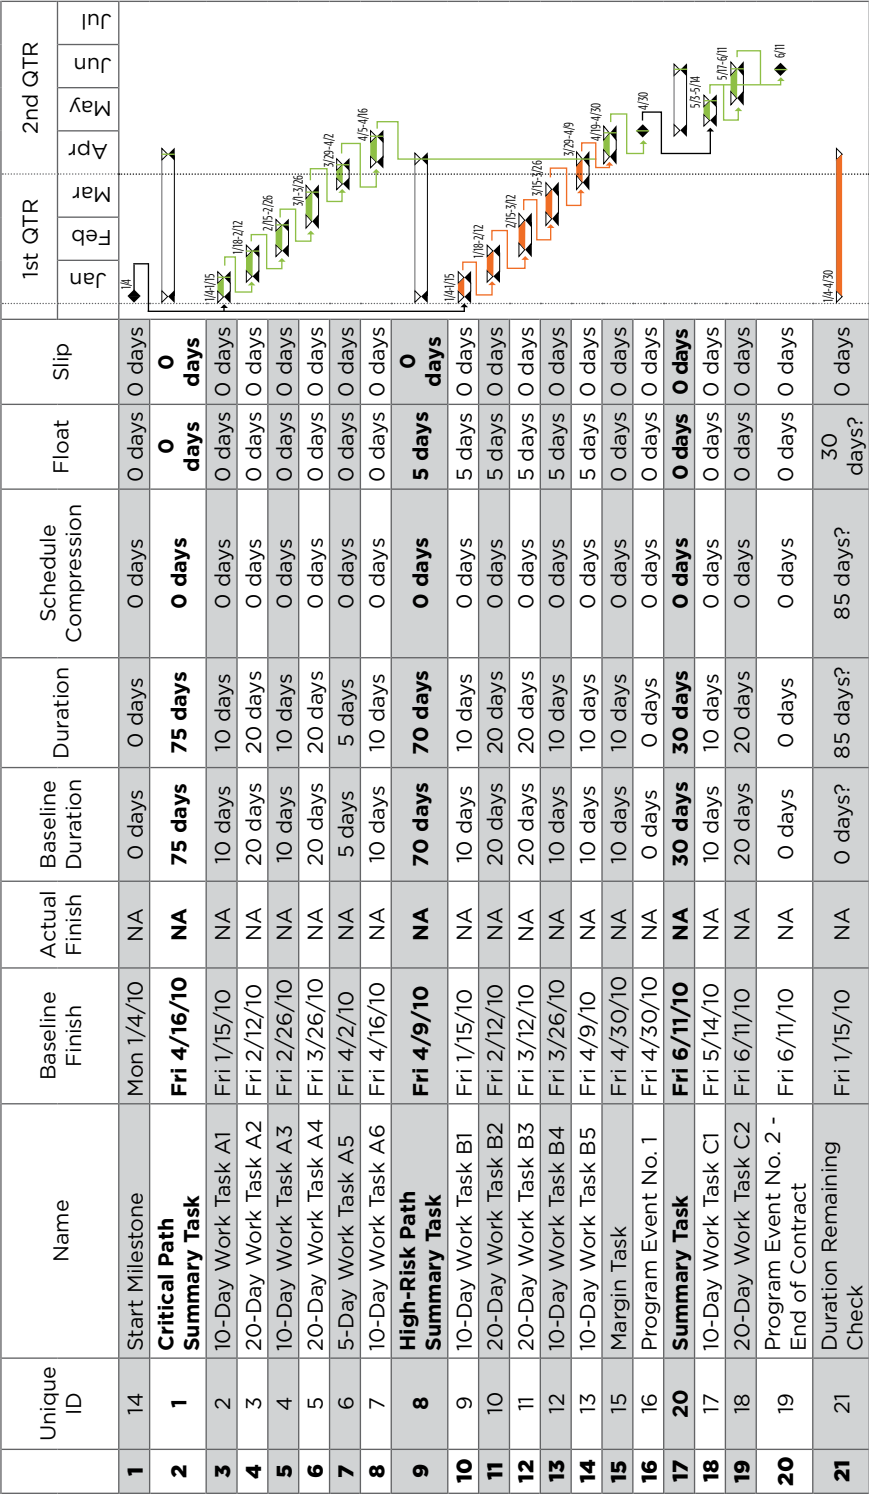 Unique ID Name Baseline Finish Actual Finish Baseline Duration Duration Schedule Compression Float Slip 1st QTR 2nd QTR
Jan Feb Mar Apr May Jun Jul
1 14 Start Milestone Mon 1/4/10 NA 0 days 0 days 0 days 0 days 0 days 1/4
2 1 Critical Path Summary Task Fri 4/16/10 NA 75 days 75 days 0 days 0 days 0 days
3 2 10-Day Work Task A1 Fri 1/15/10 NA 10 days 10 days 0 days 0 days 0 days 1/4-1/15
4 3 20-Day Work Task A2 Fri 2/12/10 NA 20 days 20 days 0 days 0 days 0 days 1/18-2/12
5 4 10-Day Work Task A3 Fri 2/26/10 NA 10 days 10 days 0 days 0 days 0 days 2/15-2/26
6 5 20-Day Work Task A4 Fri 3/26/10 NA 20 days 20 days 0 days 0 days 0 days 3/1-3/26
7 6 5-Day Work Task A5 Fri 4/2/10 NA 5 days 5 days 0 days 0 days 0 days 3/29-4/2
8 7 10-Day Work Task A6 Fri 4/16/10 NA 10 days 10 days 0 days 0 days 0 days 4/5-4/16
9 8 High-Risk Path Summary Task Fri 4/9/10 NA 70 days 70 days 0 days 5 days 0 days
10 9 10-Day Work Task B1 Fri 1/15/10 NA 10 days 10 days 0 days 5 days 0 days 1/4-1/15
11 10 20-Day Work Task B2 Fri 2/12/10 NA 20 days 20 days 0 days 5 days 0 days 1/18-2/12
12 11 20-Day Work Task B3 Fri 3/12/10 NA 20 days 20 days 0 days 5 days 0 days 2/15-3/12
13 12 10-Day Work Task B4 Fri 3/26/10 NA 10 days 10 days 0 days 5 days 0 days 3/15-3/26
14 13 10-Day Work Task B5 Fri 4/9/10 NA 10 days 10 days 0 days 5 days 0 days 3/29-4/9
15 15 Margin Task Fri 4/30/10 NA 10 days 10 days 0 days 0 days 0 days 4/19-4/30
16 16 Program Event No. 1 Fri 4/30/10 NA 0 days 0 days 0 days 0 days 0 days 4/30
17 20 Summary Task Fri 6/11/10 NA 30 days 30 days 0 days 0 days 0 days
18 17 10-Day Work Task C1 Fri 5/14/10 NA 10 days 10 days 0 days 0 days 0 days 5/3-5/14
19 18 20-Day Work Task C2 Fri 6/11/10 NA 20 days 20 days 0 days 0 days 0 days 5/17-6/11
20 19 Program Event No. 2 - End of Contract Fri 6/11/10 NA 0 days 0 days 0 days 0 days 0 days 6/11
21 21 Duration Remaining Check Fri 1/15/10 NA 0 days? 85 days? 85 days? 30 days? 0 days 1/4-4/30